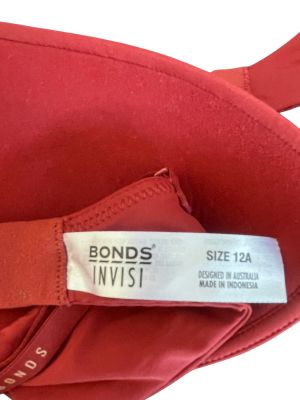 BONDS®
INVISI
SIZE 12A
DESIGNED IN AUSTRALIA
MADE IN INDONESIA
BONDS